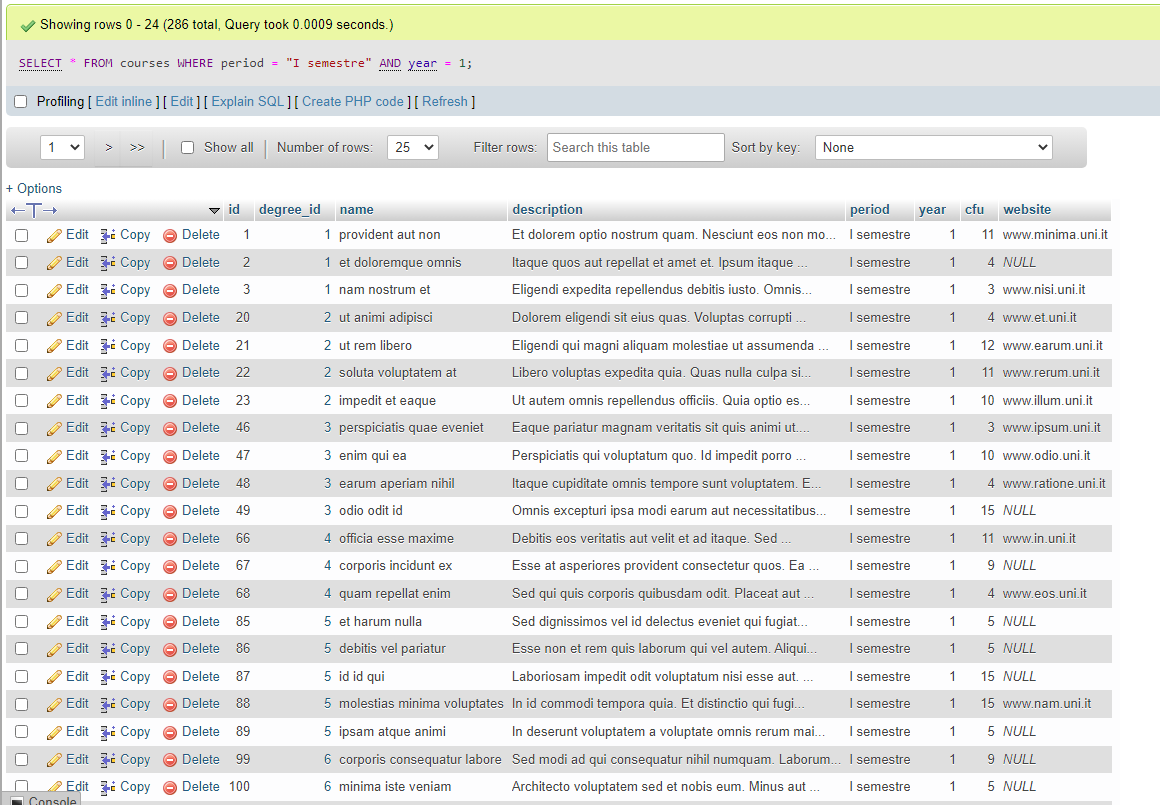 Showing rows 0 - 24 (286 total, Query took 0.0009 seconds.)
SELECT * FROM courses WHERE period = "I semestre" AND year = 1;
Profiling [ Edit inline ] [ Edit ] [ Explain SQL ] [ Create PHP code ] [ Refresh ]
1 > >> | Show all | Number of rows: 25 Filter rows: Search this table Sort by key: None
+ Options
←T→ id degree_id name description period year cfu website
Edit Copy Delete 1 1 provident aut non Et dolorem optio nostrum quam. Nesciunt eos non mo... I semestre 1 11 www.minima.uni.it
Edit Copy Delete 2 1 et doloremque omnis Itaque quos aut repellat et amet et. Ipsum itaque ... I semestre 1 4 NULL
Edit Copy Delete 3 1 nam nostrum et Eligendi expedita repellendus debitis iusto. Omnis... I semestre 1 3 www.nisi.uni.it
Edit Copy Delete 20 2 ut animi adipisci Dolorem eligendi sit eius quas. Voluptas corrupti ... I semestre 1 4 www.et.uni.it
Edit Copy Delete 21 2 ut rem libero Eligendi qui magni aliquam molestiae ut assumenda ... I semestre 1 12 www.earum.uni.it
Edit Copy Delete 22 2 soluta voluptatem at Libero voluptas expedita quia. Quas nulla culpa si... I semestre 1 11 www.rerum.uni.it
Edit Copy Delete 23 2 impedit et eaque Ut autem omnis repellendus officiis. Quia optio es... I semestre 1 10 www.illum.uni.it
Edit Copy Delete 46 3 perspiciatis quae eveniet Eaque pariatur magnam veritatis sit quis animi ut.... I semestre 1 3 www.ipsum.uni.it
Edit Copy Delete 47 3 enim qui ea Perspiciatis qui voluptatum quo. Id impedit porro ... I semestre 1 10 www.odio.uni.it
Edit Copy Delete 48 3 earum aperiam nihil Itaque cupiditate omnis tempore sunt voluptatem. E... I semestre 1 4 www.ratione.uni.it
Edit Copy Delete 49 3 odio odit id Omnis excepturi ipsa modi earum aut necessitatibus... I semestre 1 15 NULL
Edit Copy Delete 66 4 officia esse maxime Debitis eos veritatis aut velit et ad itaque. Sed ... I semestre 1 11 www.in.uni.it
Edit Copy Delete 67 4 corporis incidunt ex Esse at asperiores provident consectetur quos. Ea ... I semestre 1 9 NULL
Edit Copy Delete 68 4 quam repellat enim Sed qui quis corporis quibusdam odit. Placeat aut ... I semestre 1 4 www.eos.uni.it
Edit Copy Delete 85 5 et harum nulla Sed dignissimos vel id delectus eveniet qui fugiat... I semestre 1 5 NULL
Edit Copy Delete 86 5 debitis vel pariatur Esse non et rem quis laborum qui vel autem. Aliqui... I semestre 1 5 NULL
Edit Copy Delete 87 5 id id qui Laboriosam impedit odit voluptatum nisi esse aut. ... I semestre 1 15 NULL
Edit Copy Delete 88 5 molestias minima voluptates In id commodi tempora quia. Et distinctio qui fugi... I semestre 1 15 www.nam.uni.it
Edit Copy Delete 89 5 ipsam atque animi In deserunt voluptatem a voluptate omnis rerum mai... I semestre 1 5 NULL
Edit Copy Delete 99 6 corporis consequatur labore Sed modi ad qui consequatur nihil numquam. Laborum... I semestre 1 9 NULL
Edit Copy Delete 100 6 minima iste veniam Architecto voluptatem sed et nobis eum. Minus aut ... I semestre 1 5 NULL
Console